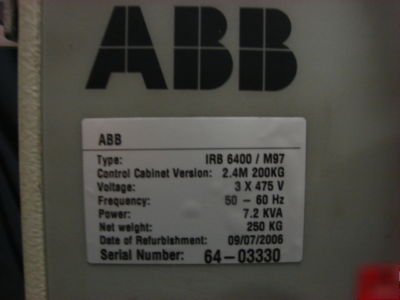 ABB
ABB
Type: IRB 6400 / M97
Control Cabinet Version: 2.4M 200KG
Voltage: 3 X 475 V
Frequency: 50 – 60 Hz
Power: 7.2 KVA
Net weight: 250 KG
Date of Refurbishment: 09/07/2006
Serial Number: 64-03330